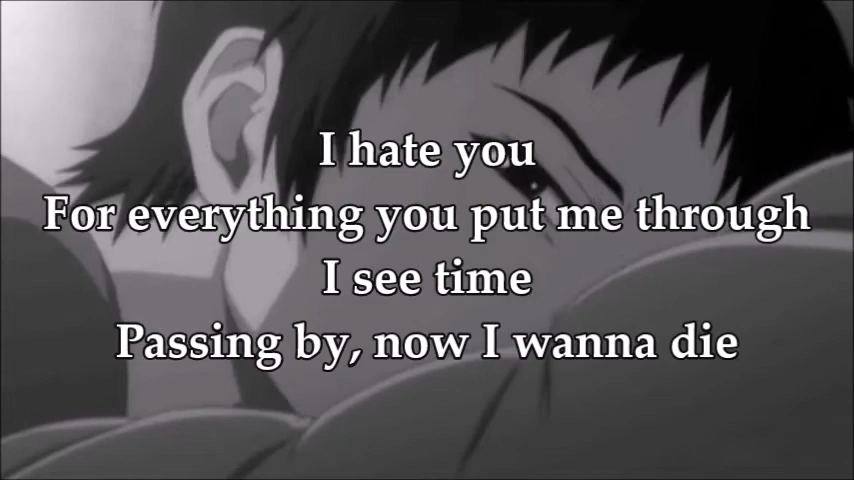 I hate you
For everything you put me through
I see time
Passing by, now I wanna die